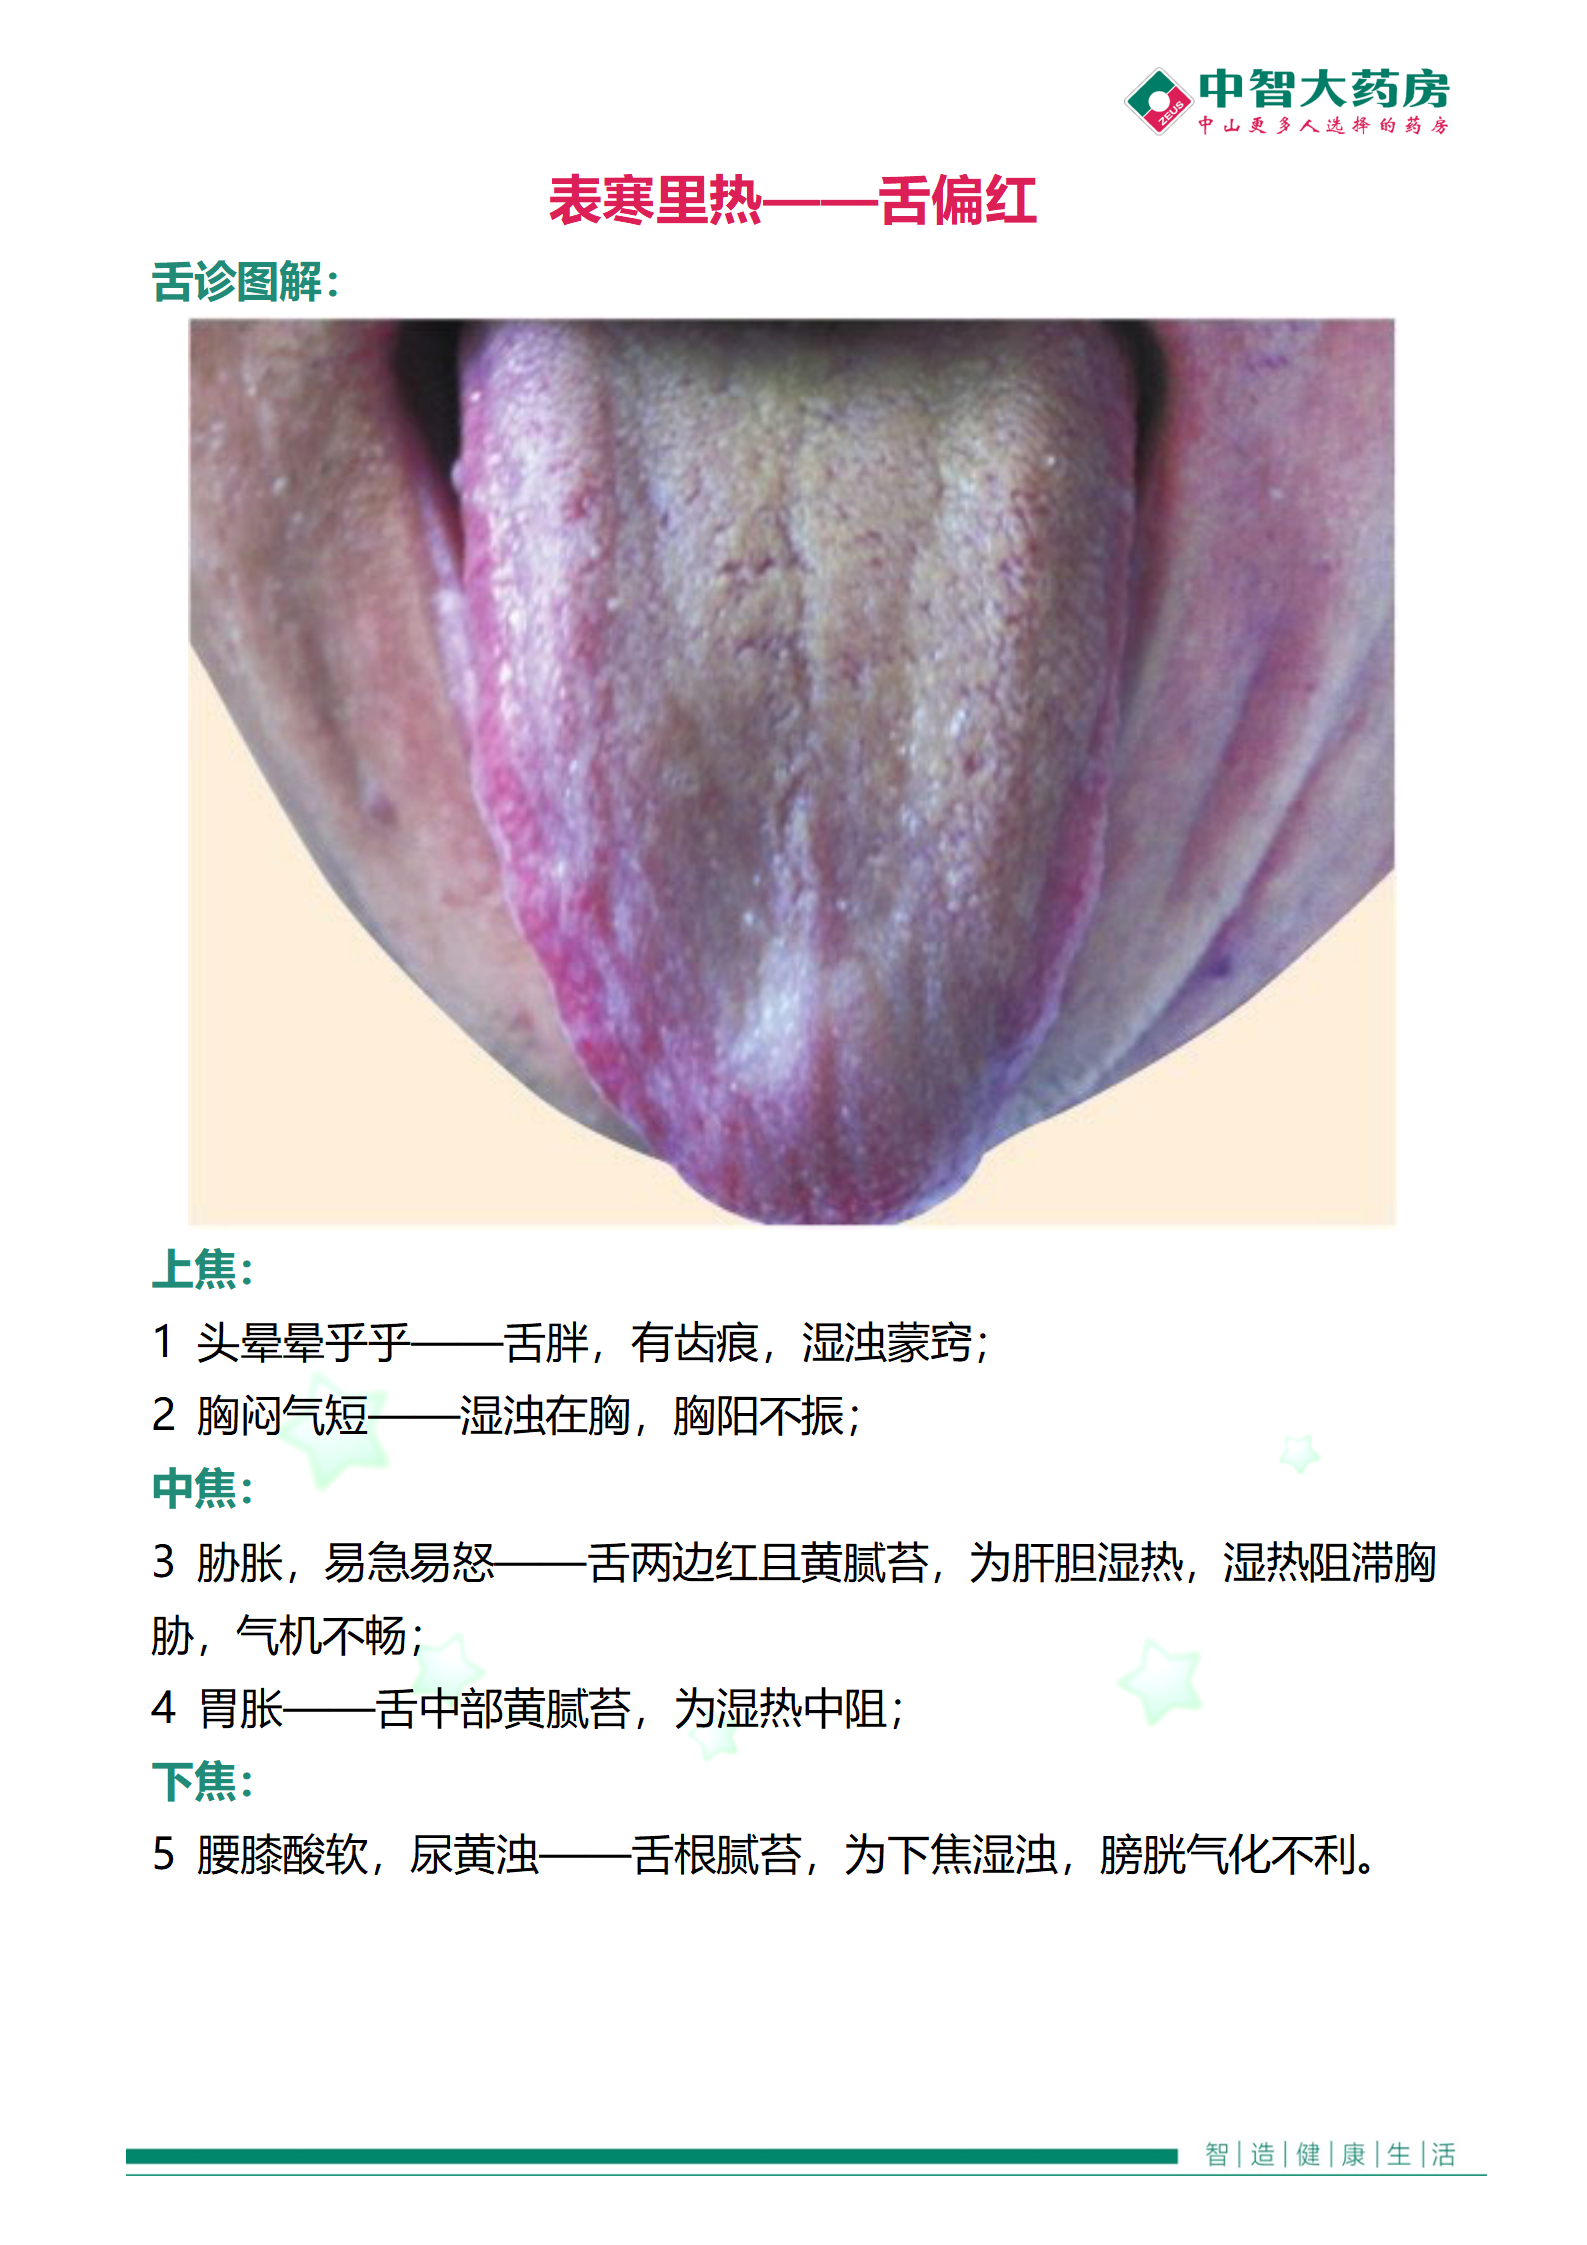 中智大药房
ZEUS
中山更多人选择的药房
表寒里热——舌偏红
舌诊图解：
上焦：
1 头晕晕乎乎——舌胖，有齿痕，湿浊蒙窍；
2 胸闷气短——湿浊在胸，胸阳不振；
中焦：
3 胁胀，易急易怒——舌两边红且黄腻苔，为肝胆湿热，湿热阻滞胸
胁，气机不畅；
4 胃胀——舌中部黄腻苔，为湿热中阻；
下焦：
5 腰膝酸软，尿黄浊——舌根腻苔，为下焦湿浊，膀胱气化不利。
智|造|健|康|生|活